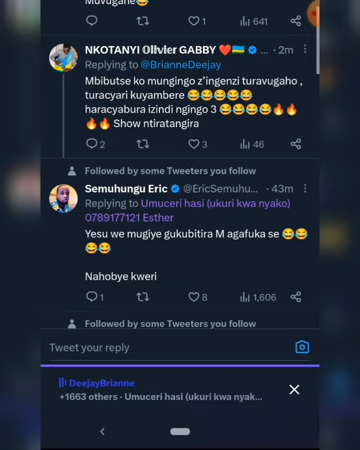 Muvugane😂
1 641
NKOTANYI 𝕆𝕝𝕝𝕚𝕧𝕚𝕖𝕣 GABBY ❤️🇷🇼 ... · 2m
Replying to @BrianneDeejay
Mbibutse ko mungingo z'ingenzi turavugaho ,
turacyari kuyambere 😂😂😂😂😂
haracyabura izindi ngingo 3 😂😂😂😂🔥🔥
🔥🔥 Show ntiratangira
2 3 46
Followed by some Tweeters you follow
Semuhungu Eric @EricSemuhu... · 43m
Replying to Umuceri hasi (ukuri kwa nyako)
0789177121 Esther
Yesu we mugiye gukubitira M agafuka se 😂😂
😂😂
Nahobye kweri
1 8 1,606
Followed by some Tweeters you follow
Tweet your reply
DeejayBrianne
+1663 others · Umuceri hasi (ukuri kwa nyak...